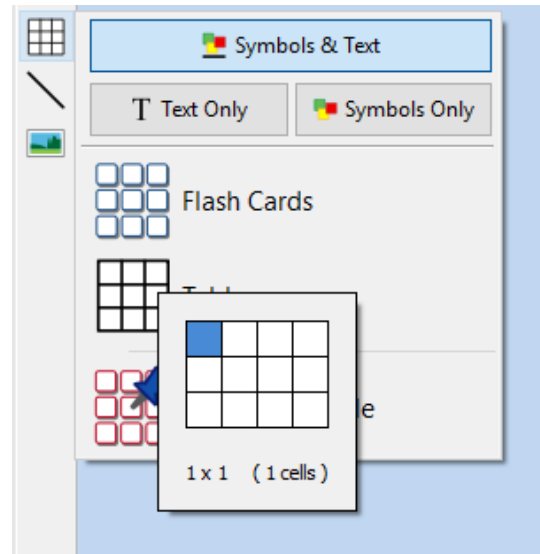 Symbols & Text
T Text Only
Symbols Only
Flash Cards
1 x 1 ( 1 cells )